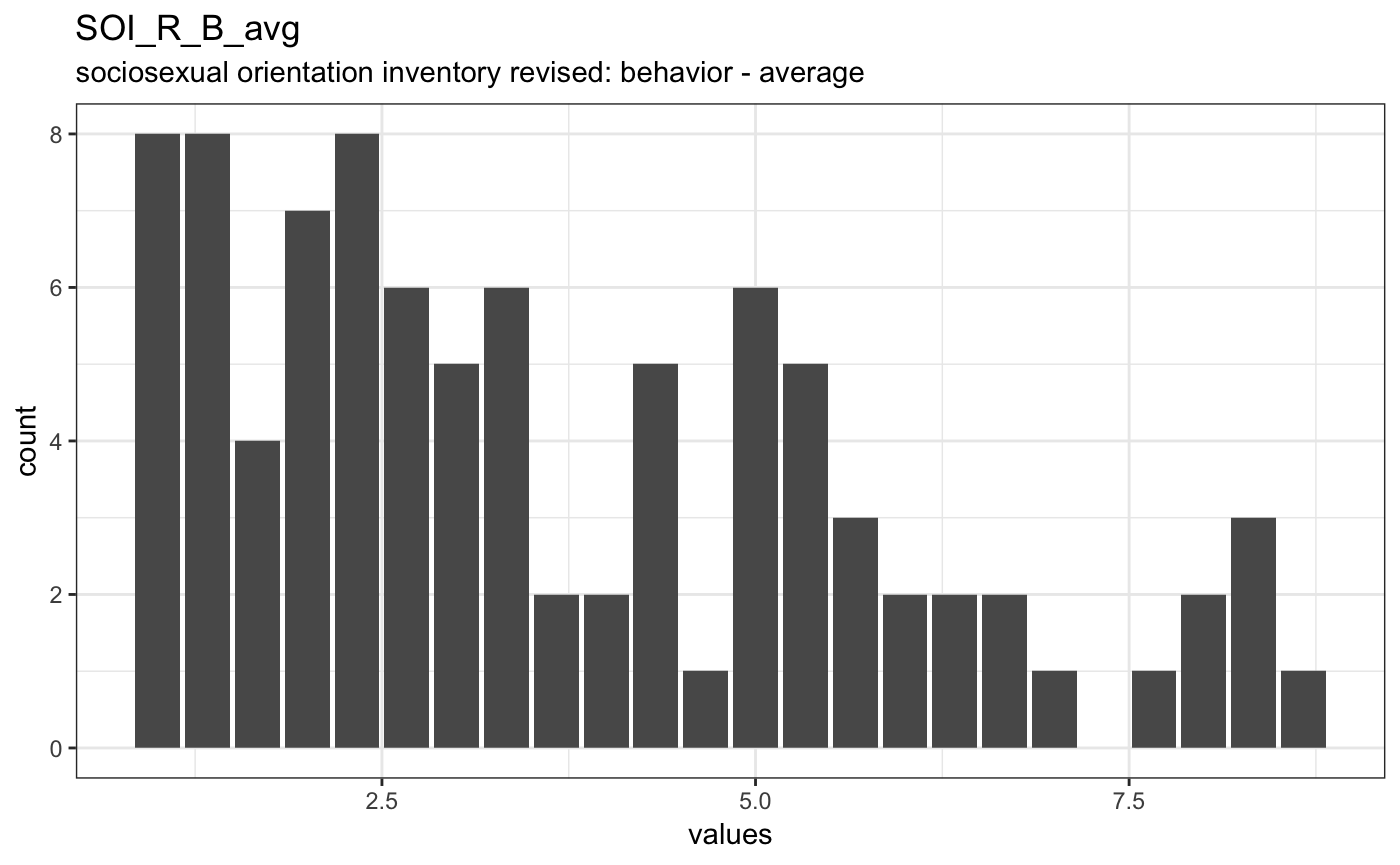 SOI_R_B_avg
sociosexual orientation inventory revised: behavior - average
8
6
4
2
0
count
2.5 5.0 7.5
values